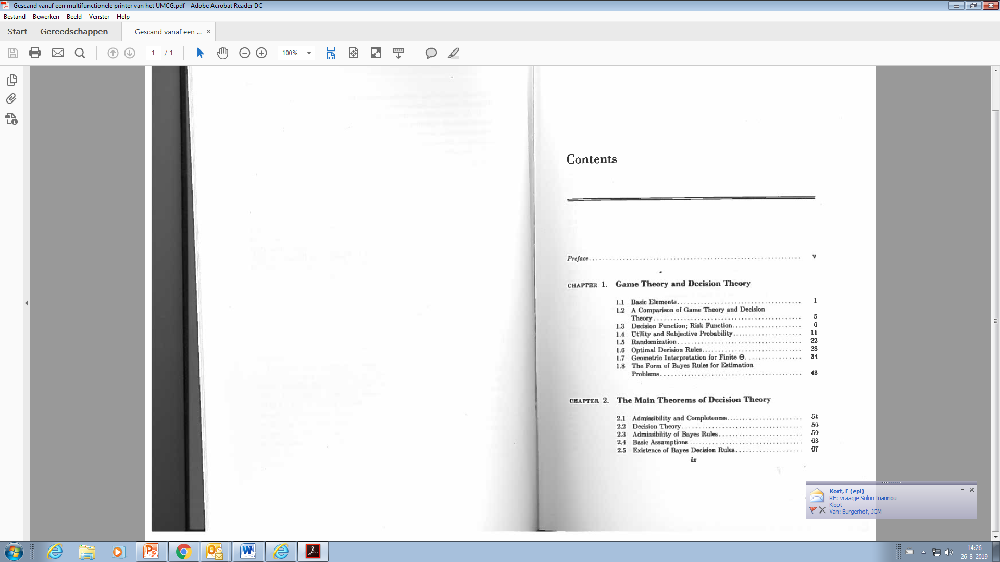 Gescand vanaf een multifunctionele printer van het UMCG.pdf - Adobe Acrobat Reader DC
Bestand Bewerken Beeld Venster Help
Start Gereedschappen Gescand vanaf een ... ×
1 / 1 100%
Contents
Preface v
CHAPTER 1. Game Theory and Decision Theory
1.1 Basic Elements 1
1.2 A Comparison of Game Theory and Decision
Theory 5
1.3 Decision Function; Risk Function 6
1.4 Utility and Subjective Probability 11
1.5 Randomization 22
1.6 Optimal Decision Rules 28
1.7 Geometric Interpretation for Finite Θ 34
1.8 The Form of Bayes Rules for Estimation
Problems 43
CHAPTER 2. The Main Theorems of Decision Theory
2.1 Admissibility and Completeness 54
2.2 Decision Theory 56
2.3 Admissibility of Bayes Rules 59
2.4 Basic Assumptions 63
2.5 Existence of Bayes Decision Rules 67
ix
Kort, E (epi)
RE: vraagje Solon Ioannou
Klopt
Van: Burgerhof, JGM
14:26
26-8-2019